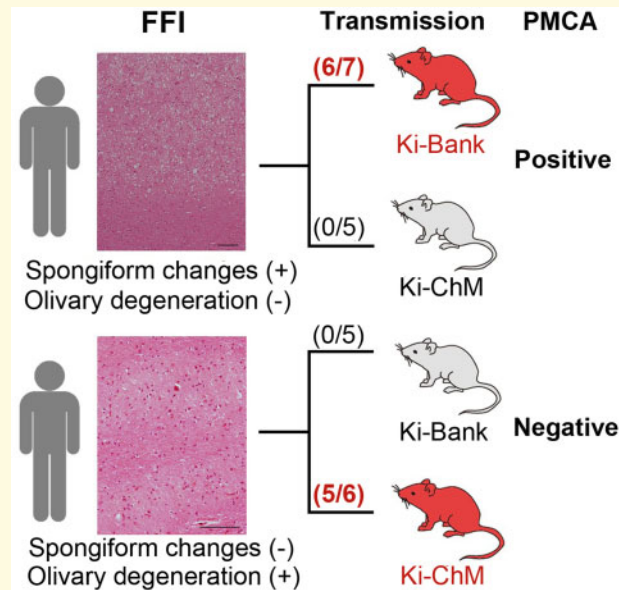 FFI Transmission PMCA
(6/7)
Ki-Bank
Positive
(0/5)
Ki-ChM
Spongiform changes (+)
Olivary degeneration (-)
(0/5)
Ki-Bank
Negative
(5/6)
Ki-ChM
Spongiform changes (-)
Olivary degeneration (+)